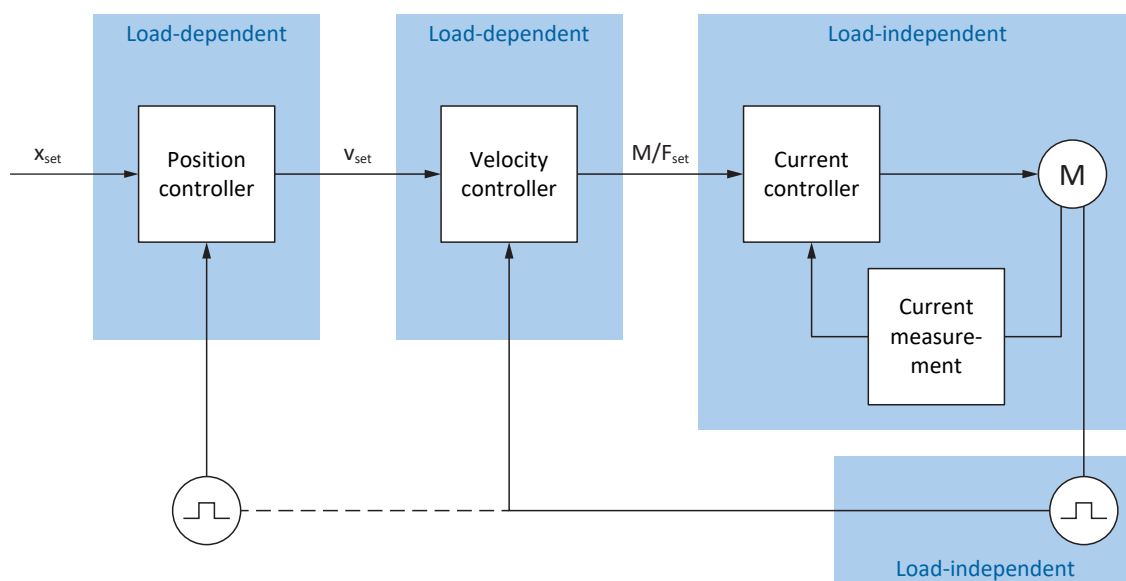 Load-dependent
Load-dependent
Load-independent
xset
Position
controller
vset
Velocity
controller
M/Fset
Current
controller
M
Current
measure-
ment
Load-independent